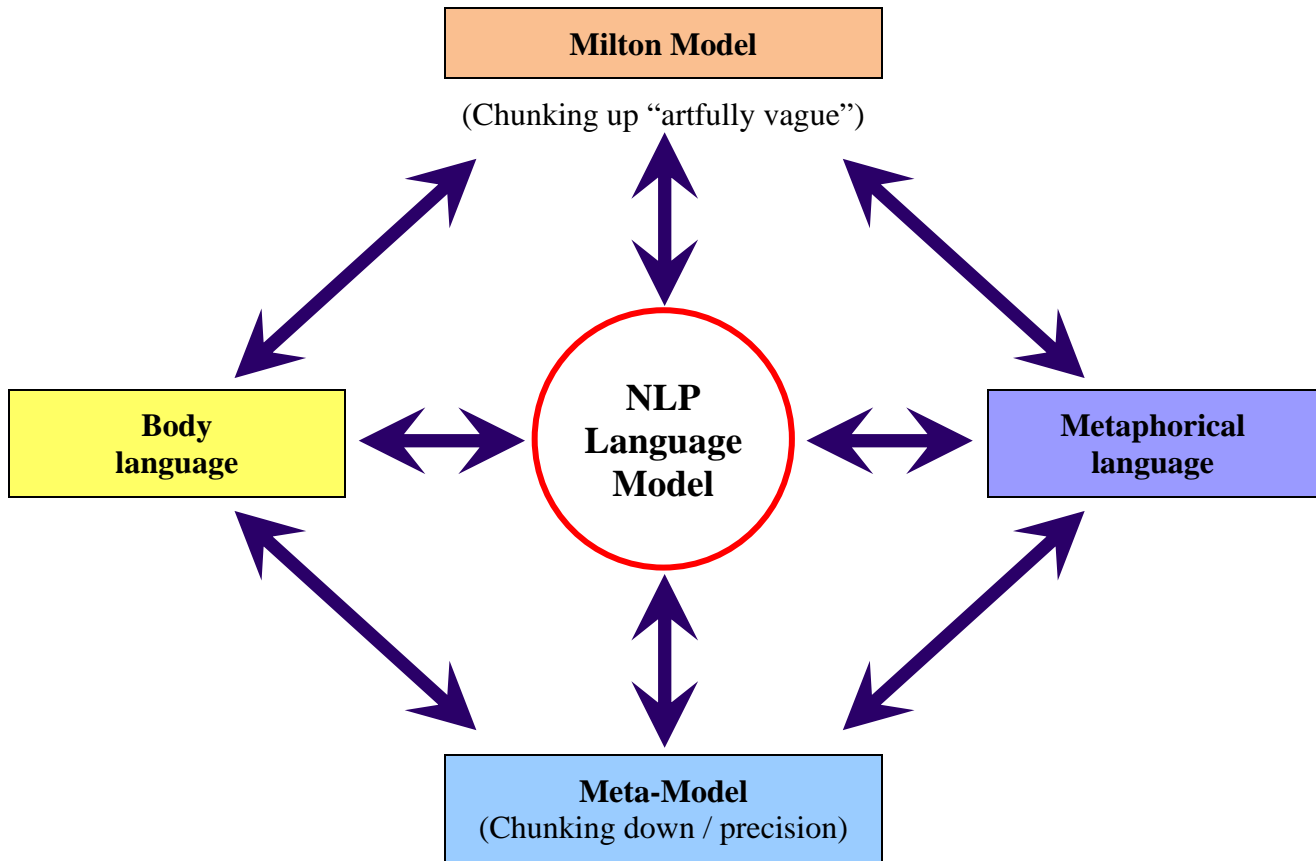 Milton Model
(Chunking up “artfully vague”)
Body
language
NLP
Language
Model
Metaphorical
language
Meta-Model
(Chunking down / precision)